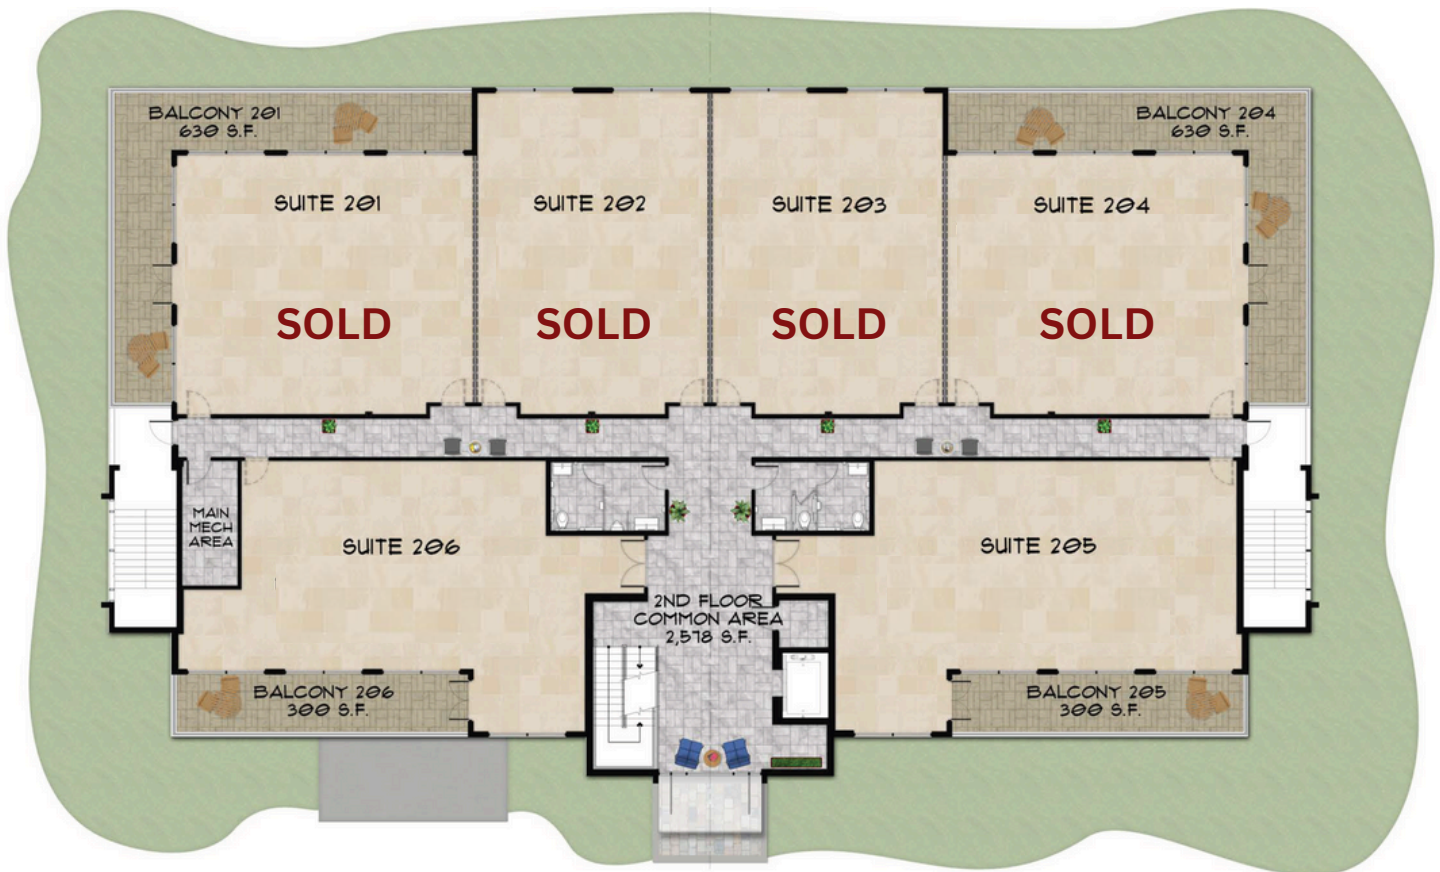 BALCONY 201
630 S.F.
BALCONY 204
630 S.F.
SUITE 201
SUITE 202
SUITE 203
SUITE 204
SOLD
SOLD
SOLD
SOLD
MAIN
MECH
AREA
SUITE 206
SUITE 205
2ND FLOOR
COMMON AREA
2,578 S.F.
BALCONY 206
300 S.F.
BALCONY 205
300 S.F.